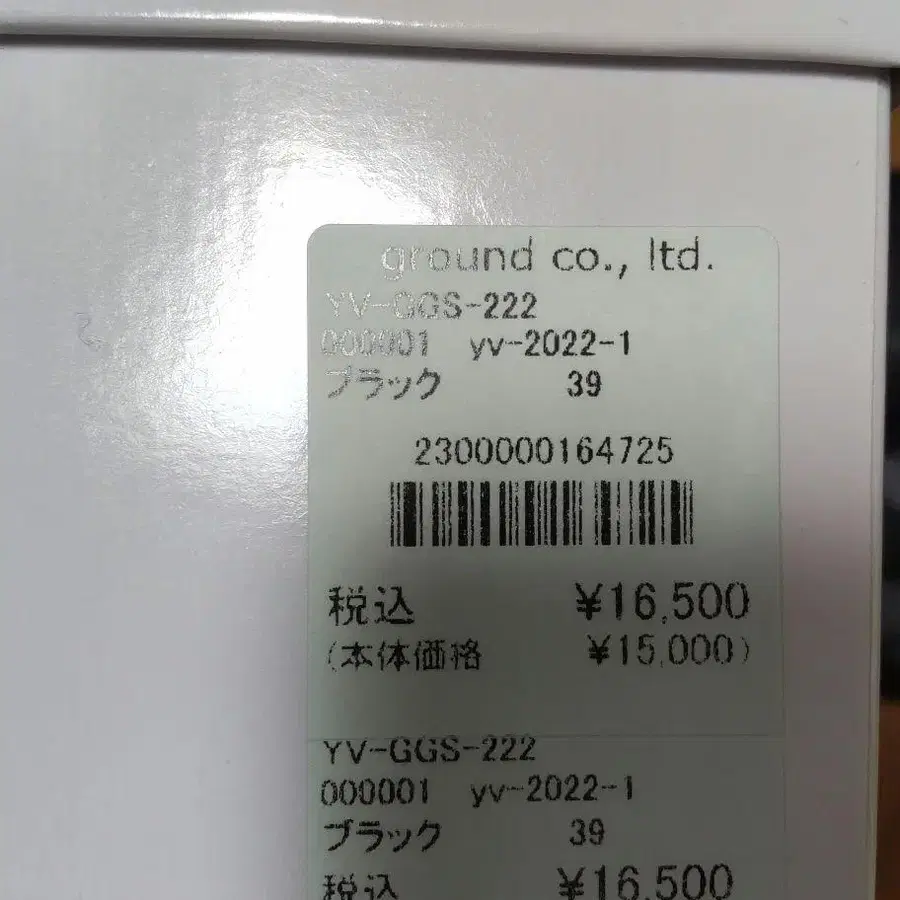 ground co., ltd.
YV-GGS-222
000001 yv-2022-1
ブラック 39
2300000164725
税込 ¥16,500
(本体価格 ¥15,000)
YV-GGS-222
000001 yv-2022-1
ブラック 39
税込 ¥16,500